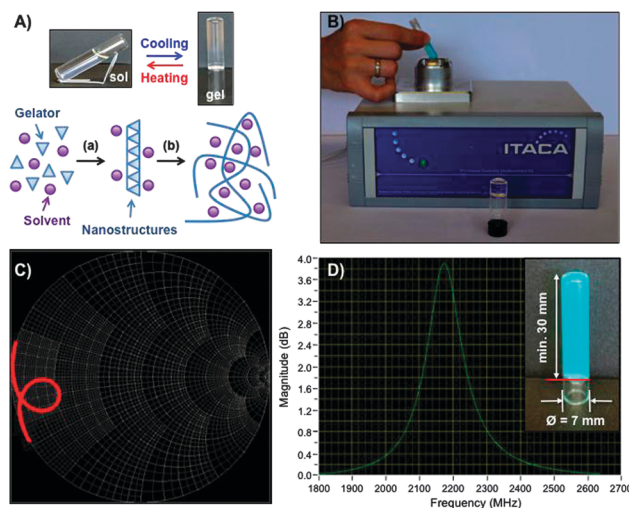 A)
Cooling
Heating
sol
gel
Gelator
(a)
(b)
Solvent
Nanostructures
B)
ITACA
C)
D)
Magnitude (dB)
4.0
3.6
3.2
2.8
2.4
2.0
1.6
1.2
0.8
0.4
0.0
1800 1900 2000 2100 2200 2300 2400 2500 2600 2700
Frequency (MHz)
min. 30 mm
Ø = 7 mm